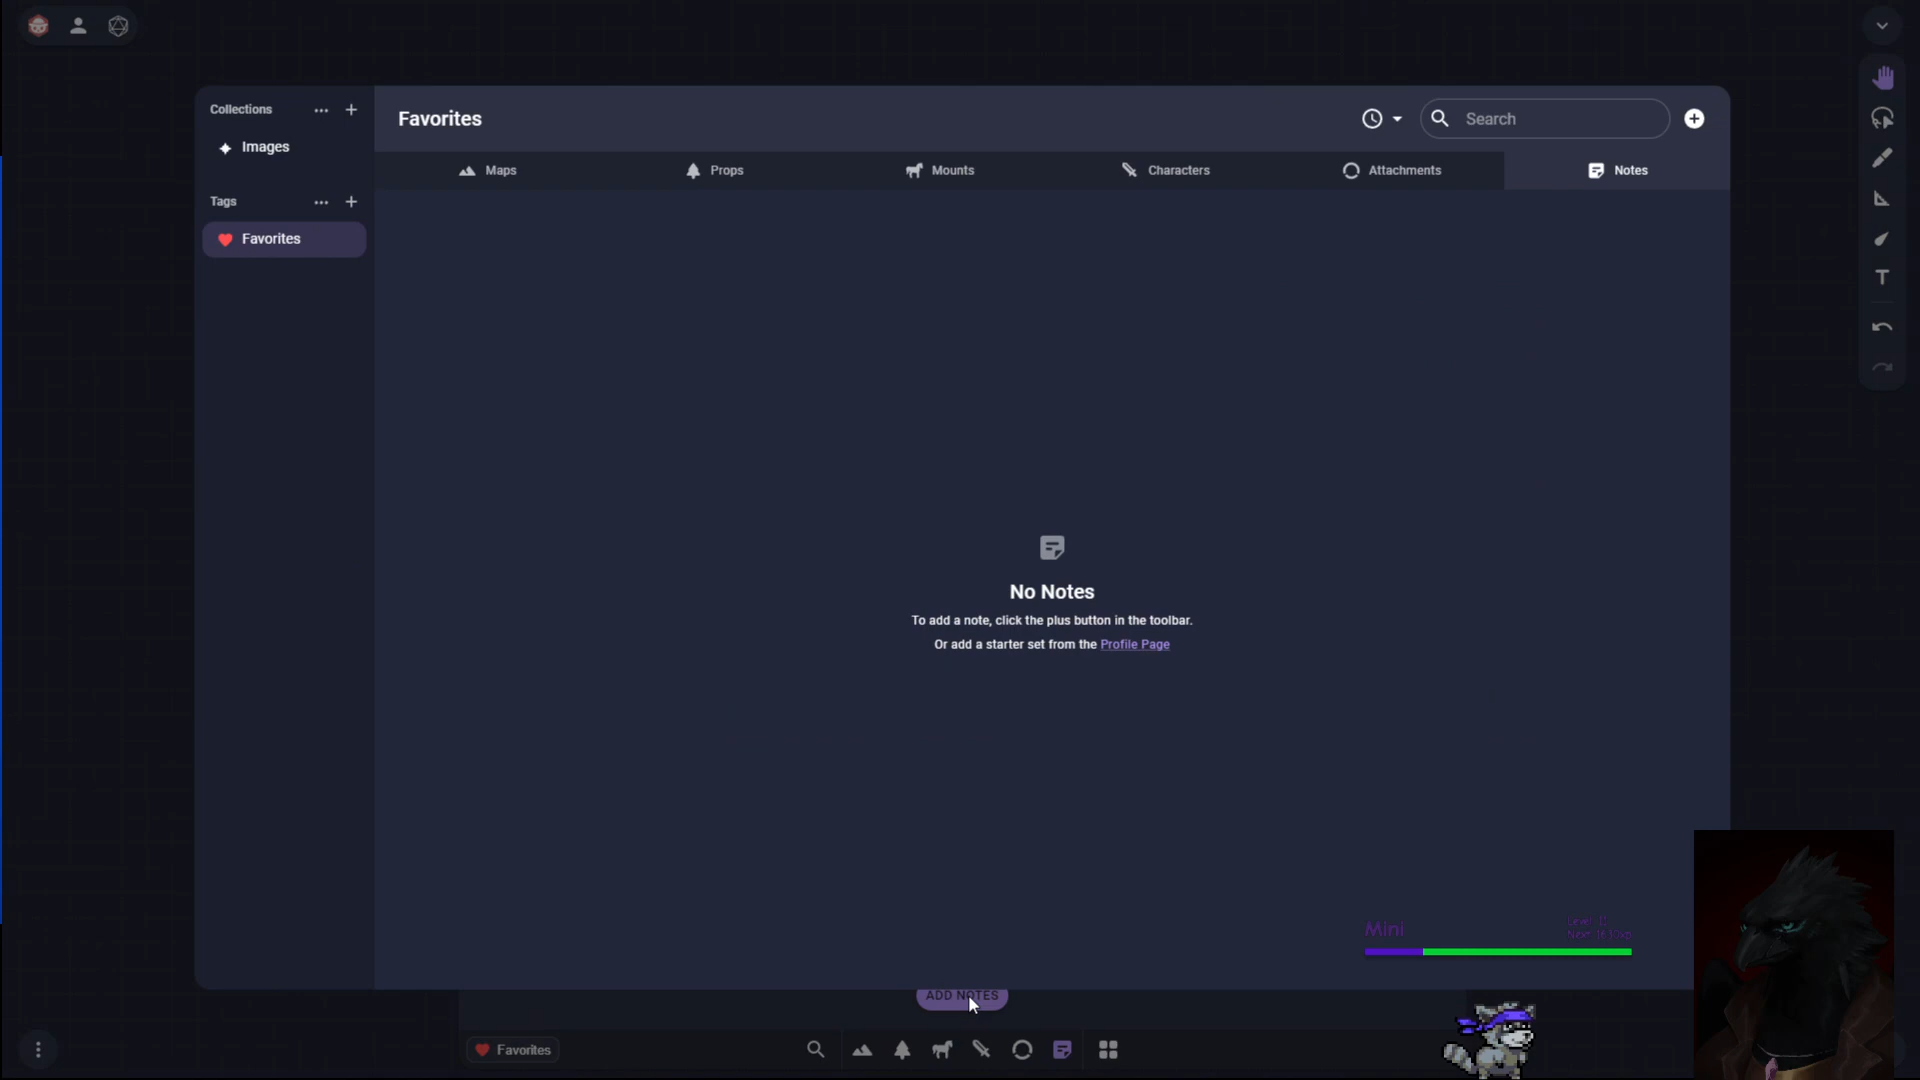 Collections
Favorites
Search
Images
Maps
Props
Mounts
Characters
Attachments
Notes
Tags
Favorites
No Notes
To add a note, click the plus button in the toolbar.
Or add a starter set from the Profile Page
Mini
ADD NOTES
Favorites